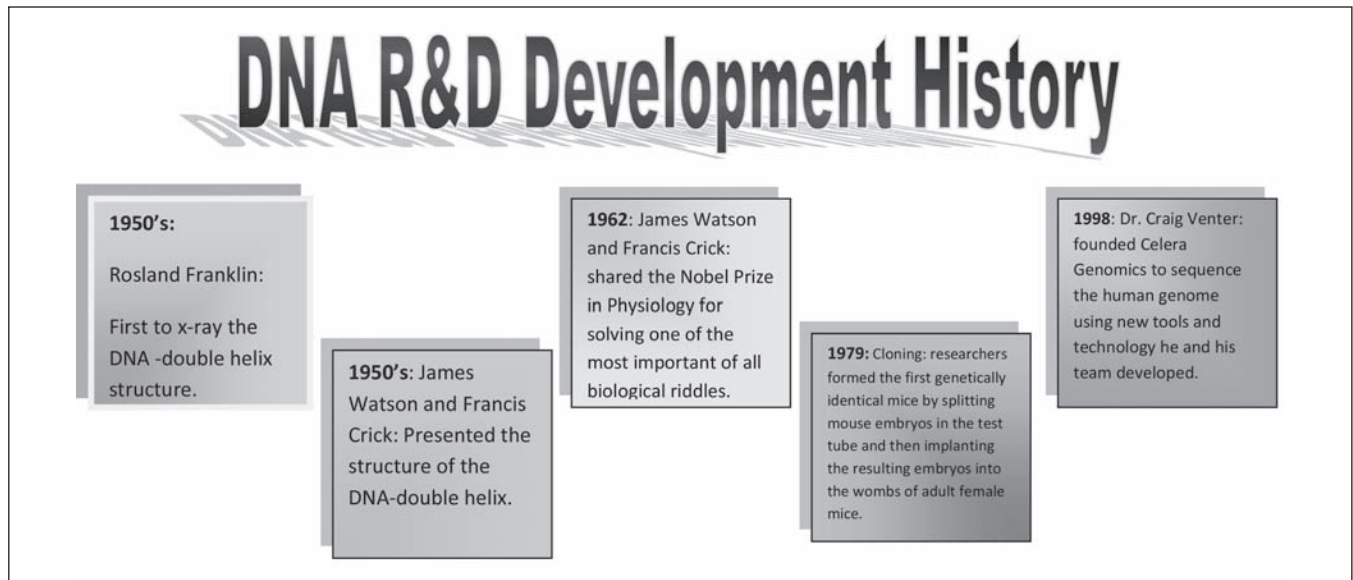 DNA R&D Development History
1950's:
Rosland Franklin:
First to x-ray the
DNA -double helix
structure.
1950's: James
Watson and Francis
Crick: Presented the
structure of the
DNA-double helix.
1962: James Watson
and Francis Crick:
shared the Nobel Prize
in Physiology for
solving one of the
most important of all
biological riddles.
1979: Cloning: researchers
formed the first genetically
identical mice by splitting
mouse embryos in the test
tube and then implanting
the resulting embryos into
the wombs of adult female
mice.
1998: Dr. Craig Venter:
founded Celera
Genomics to sequence
the human genome
using new tools and
technology he and his
team developed.